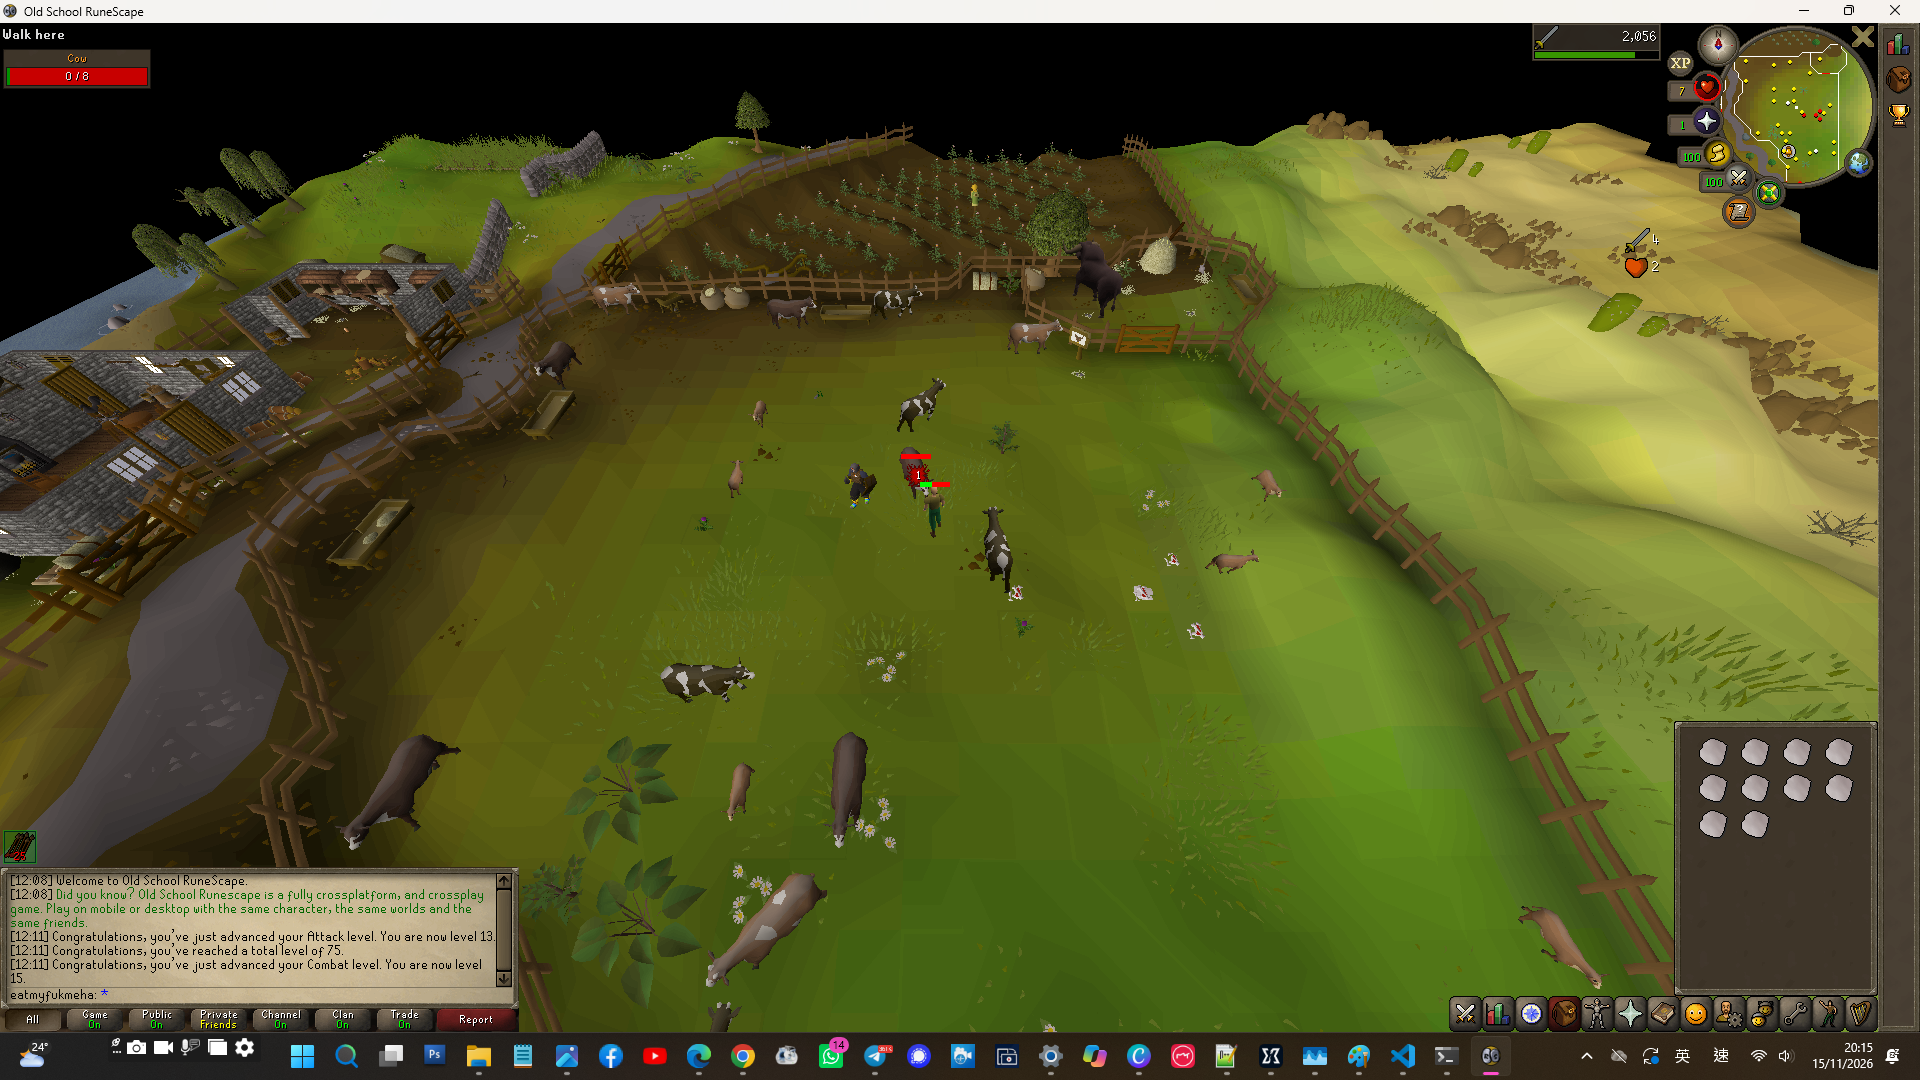 Old School RuneScape
Walk here
Cow
0 / 8
2,056
N
XP
7
1
100
100
4
2
1
23
[12:08] Welcome to Old School RuneScape.
[12:08] Did you know? Old School Runescape is a fully crossplatform, and crossplay
game. Play on mobile or desktop with the same character, the same worlds and the
same friends.
[12:11] Congratulations, you've just advanced your Attack level. You are now level 13.
[12:11] Congratulations, you've reached a total level of 75.
[12:11] Congratulations, you've just advanced your Combat level. You are now level
15.
eatmyfukmeha: *
All
Game
On
Public
On
Private
Friends
Channel
On
Clan
On
Trade
On
Report
24°
Ps
14
英
速
20:15
15/11/2026